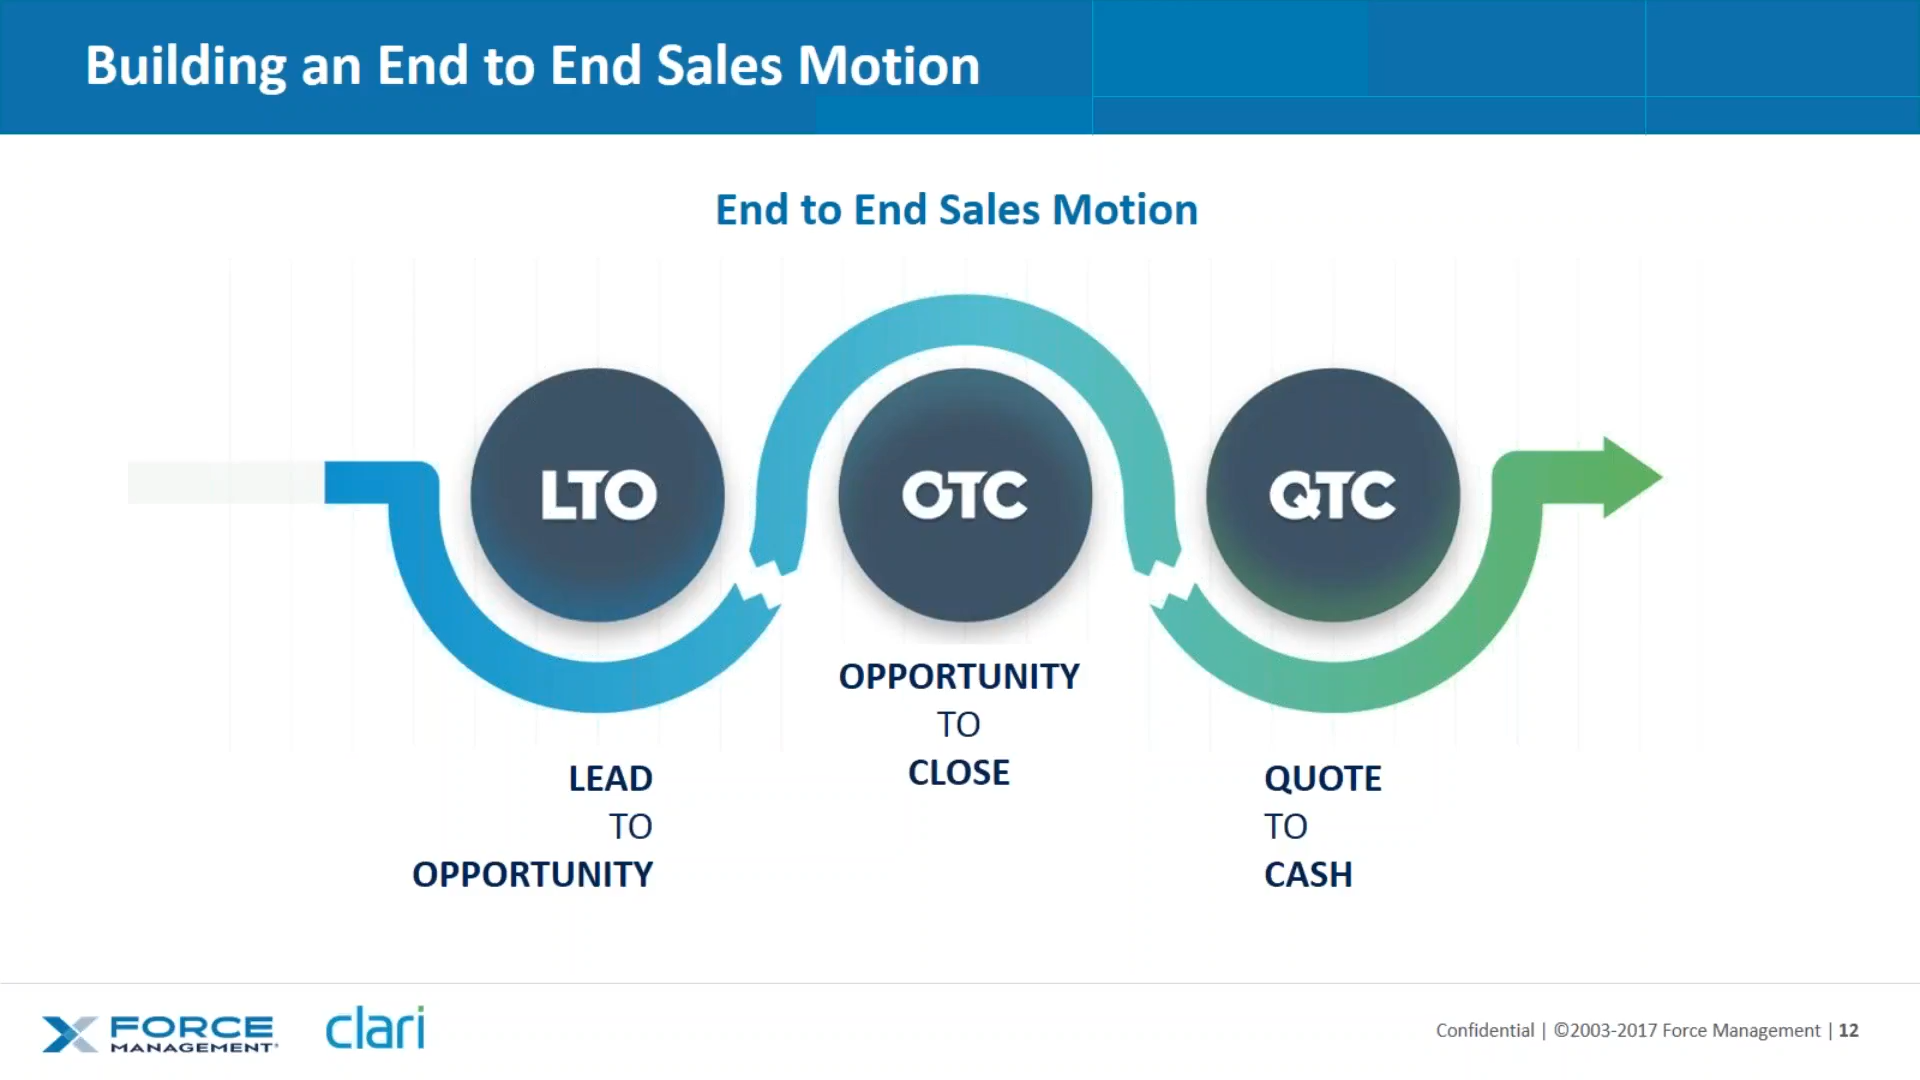 Building an End to End Sales Motion
End to End Sales Motion
LTO
OTC
QTC
LEAD
TO
OPPORTUNITY
OPPORTUNITY
TO
CLOSE
QUOTE
TO
CASH
FORCE
MANAGEMENT
clari
Confidential | ©2003-2017 Force Management | 12